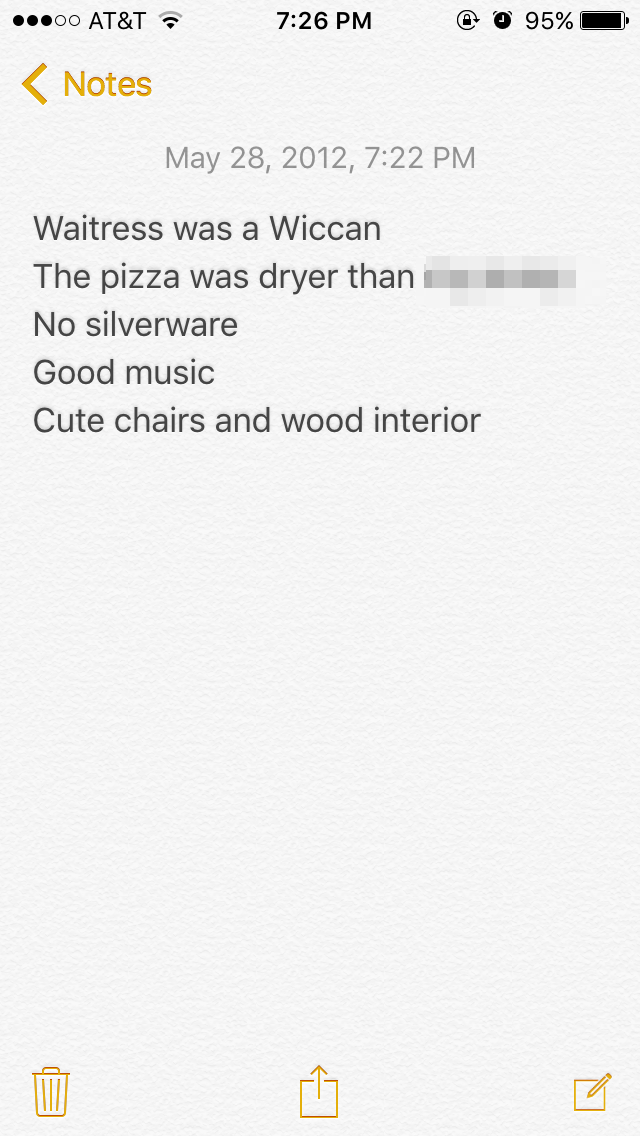 AT&T 7:26 PM 95%
Notes
May 28, 2012, 7:22 PM
Waitress was a Wiccan
The pizza was dryer than
No silverware
Good music
Cute chairs and wood interior